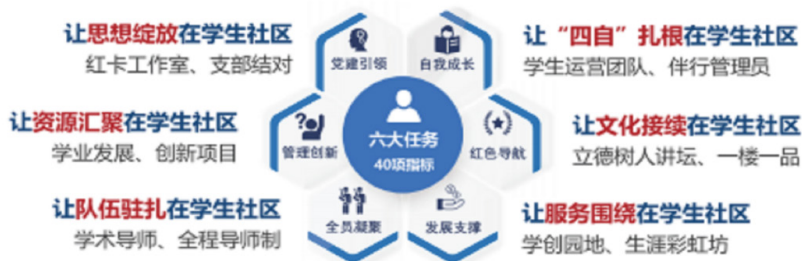 让思想绽放在学生社区
红卡工作室、支部结对
让资源汇聚在学生社区
学业发展、创新项目
让队伍驻扎在学生社区
学术导师、全程导师制
党建引领
自我成长
管理创新
六大任务
40项指标
红色导航
全员凝聚
发展支撑
让“四自”扎根在学生社区
学生运营团队、伴行管理员
让文化接续在学生社区
立德树人讲坛、一楼一品
让服务围绕在学生社区
学创园地、生涯彩虹坊